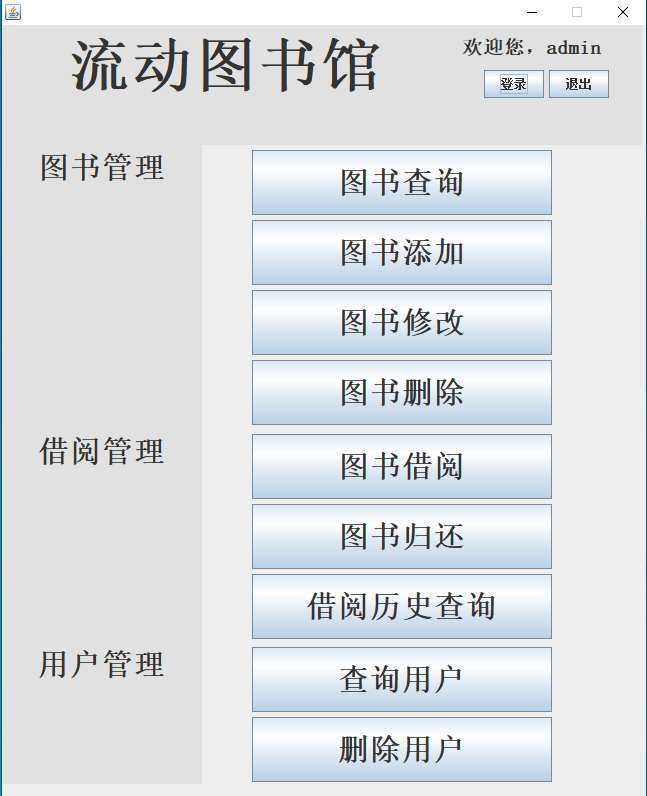 流动图书馆
欢迎您，admin
登录 退出
图书管理
图书查询
图书添加
图书修改
图书删除
借阅管理
图书借阅
图书归还
借阅历史查询
用户管理
查询用户
删除用户